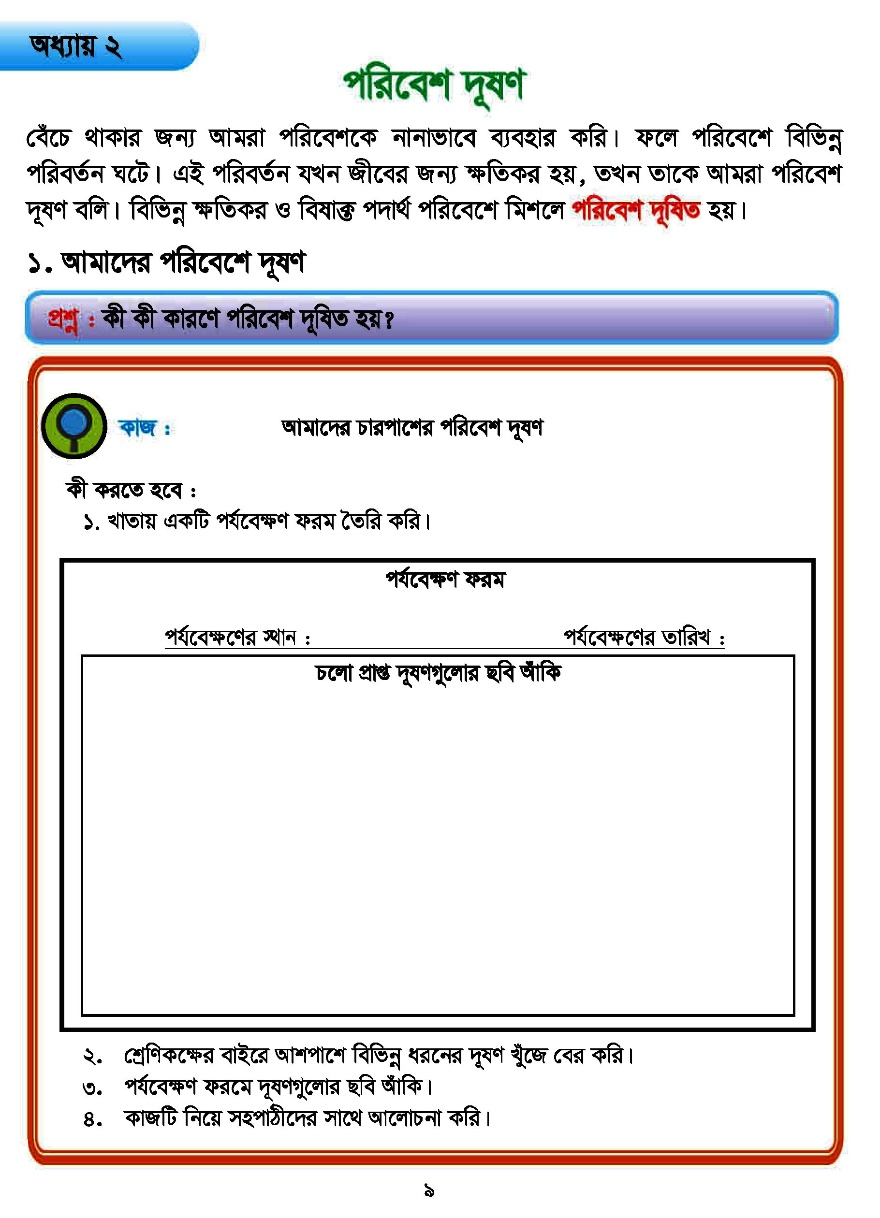 অধ্যায় ২
পরিবেশ দূষণ
বেঁচে থাকার জন্য আমরা পরিবেশকে নানাভাবে ব্যবহার করি। ফলে পরিবেশে বিভিন্ন
পরিবর্তন ঘটে। এই পরিবর্তন যখন জীবের জন্য ক্ষতিকর হয়, তখন তাকে আমরা পরিবেশ
দূষণ বলি। বিভিন্ন ক্ষতিকর ও বিষাক্ত পদার্থ পরিবেশে মিশলে পরিবেশ দূষিত হয়।
১. আমাদের পরিবেশে দূষণ
প্রশ্ন : কী কী কারণে পরিবেশ দূষিত হয়?
কাজ : আমাদের চারপাশের পরিবেশ দূষণ
কী করতে হবে :
১. খাতায় একটি পর্যবেক্ষণ ফরম তৈরি করি।
পর্যবেক্ষণ ফরম
পর্যবেক্ষণের স্থান : পর্যবেক্ষণের তারিখ :
চলো প্রাপ্ত দূষণগুলোর ছবি আঁকি
২. শ্রেণিকক্ষের বাইরে আশপাশে বিভিন্ন ধরনের দূষণ খুঁজে বের করি।
৩. পর্যবেক্ষণ ফরমে দূষণগুলোর ছবি আঁকি।
৪. কাজটি নিয়ে সহপাঠীদের সাথে আলোচনা করি।
৯